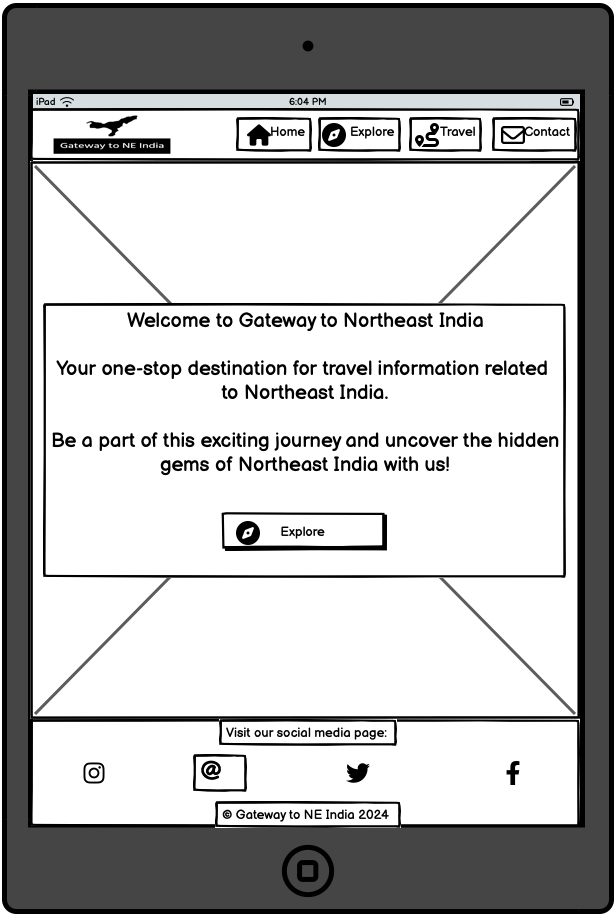 iPad 6:04 PM
Gateway to NE India
Home Explore Travel Contact
Welcome to Gateway to Northeast India
Your one-stop destination for travel information related
to Northeast India.
Be a part of this exciting journey and uncover the hidden
gems of Northeast India with us!
Explore
Visit our social media page:
@
© Gateway to NE India 2024